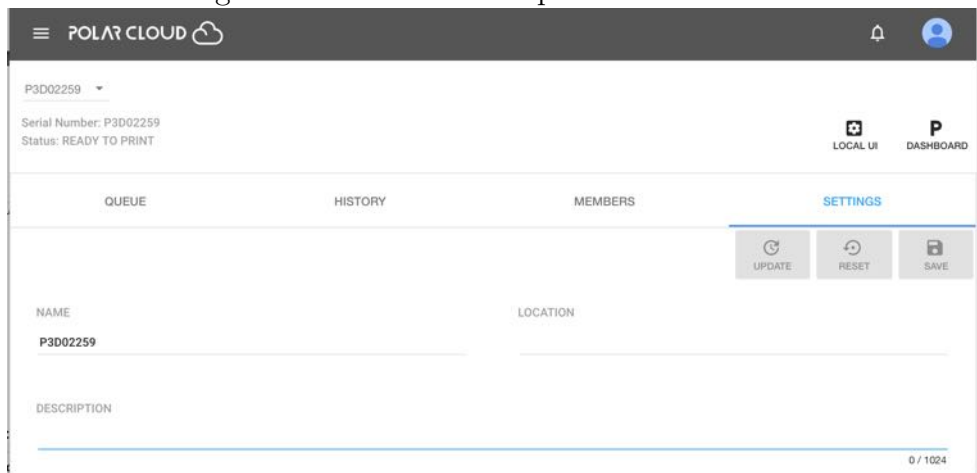 POLAR CLOUD
P3D02259
Serial Number: P3D02259
Status: READY TO PRINT
LOCAL UI
P
DASHBOARD
QUEUE HISTORY MEMBERS SETTINGS
UPDATE RESET SAVE
NAME LOCATION
P3D02259
DESCRIPTION
0 / 1024